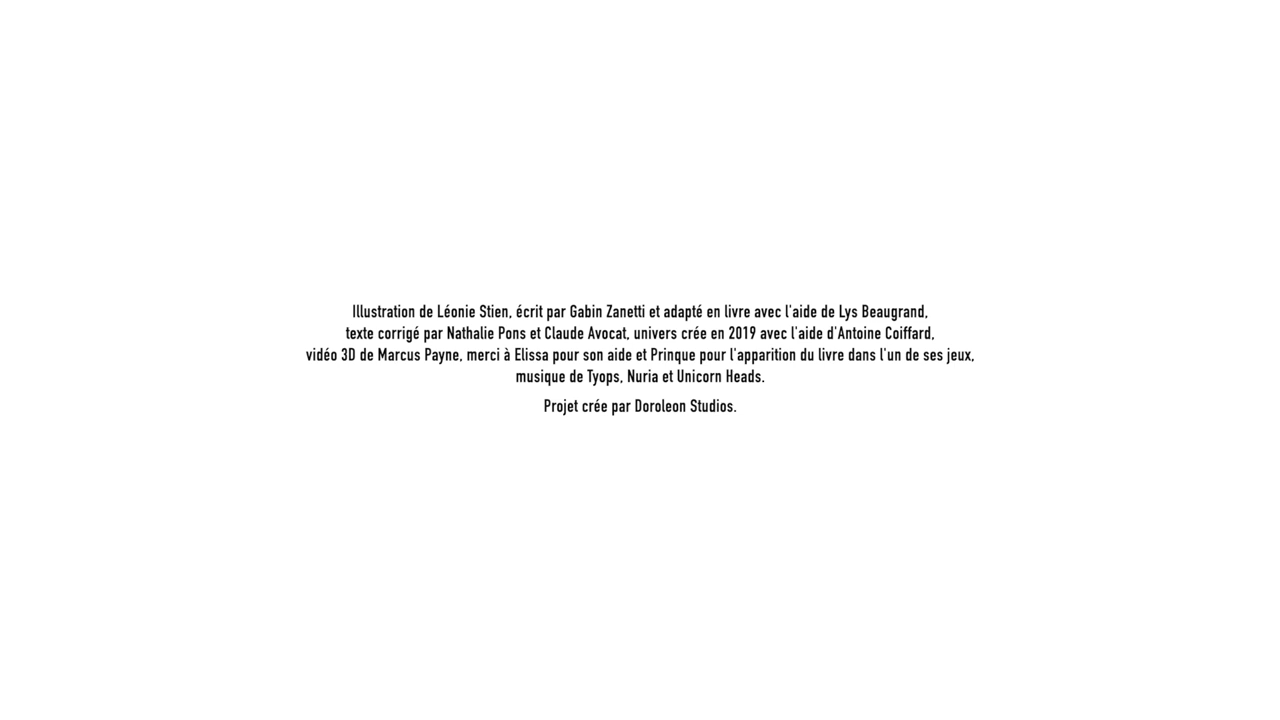 Illustration de Léonie Stien, écrit par Gabin Zanetti et adapté en livre avec l'aide de Lys Beaugrand,
texte corrigé par Nathalie Pons et Claude Avocat, univers crée en 2019 avec l'aide d'Antoine Coiffard,
vidéo 3D de Marcus Payne, merci à Elissa pour son aide et Prinque pour l'apparition du livre dans l'un de ses jeux,
musique de Tyops, Nuria et Unicorn Heads.
Projet crée par Doroleon Studios.